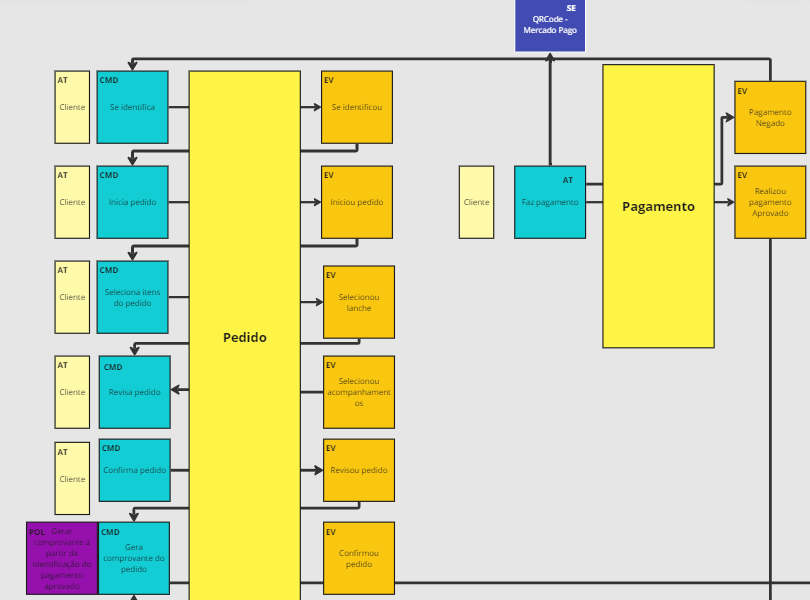 SE
QRCode -
Mercado Pago
AT
Cliente
CMD
Se identifica
EV
Se identificou
EV
Pagamento
Negado
AT
Cliente
CMD
Inicia pedido
EV
Iniciou pedido
Cliente
AT
Faz pagamento
Pagamento
EV
Realizou
pagamento
Aprovado
AT
Cliente
CMD
Seleciona itens
do pedido
EV
Selecionou
lanche
Pedido
AT
Cliente
CMD
Revisa pedido
EV
Selecionou
acompanhament
os
AT
Cliente
CMD
Confirma pedido
EV
Revisou pedido
POL
Gerar
comprovante a
partir da
identificação do
pagamento
aprovado
CMD
Gera
comprovante do
pedido
EV
Confirmou
pedido